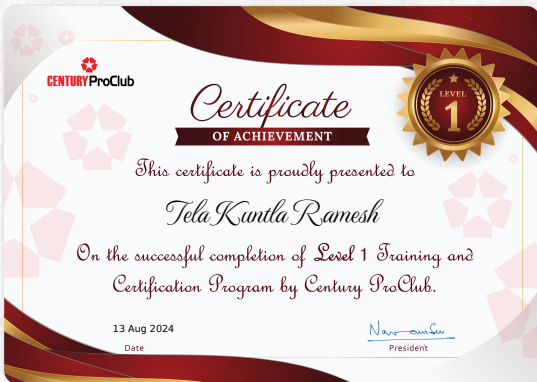 CENTURY ProClub
Certificate
OF ACHIEVEMENT
LEVEL
1
This certificate is proudly presented to
Tela Kuntla Ramesh
On the successful completion of Level 1 Training and
Certification Program by Century ProClub.
13 Aug 2024
Date
President